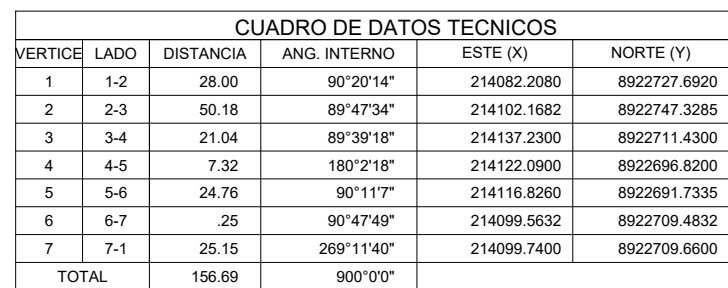 CUADRO DE DATOS TECNICOS
VERTICE LADO DISTANCIA ANG. INTERNO ESTE (X) NORTE (Y)
1 1-2 28.00 90°20'14" 214082.2080 8922727.6920
2 2-3 50.18 89°47'34" 214102.1682 8922747.3285
3 3-4 21.04 89°39'18" 214137.2300 8922711.4300
4 4-5 7.32 180°2'18" 214122.0900 8922696.8200
5 5-6 24.76 90°11'7" 214116.8260 8922691.7335
6 6-7 .25 90°47'49" 214099.5632 8922709.4832
7 7-1 25.15 269°11'40" 214099.7400 8922709.6600
TOTAL 156.69 900°0'0"